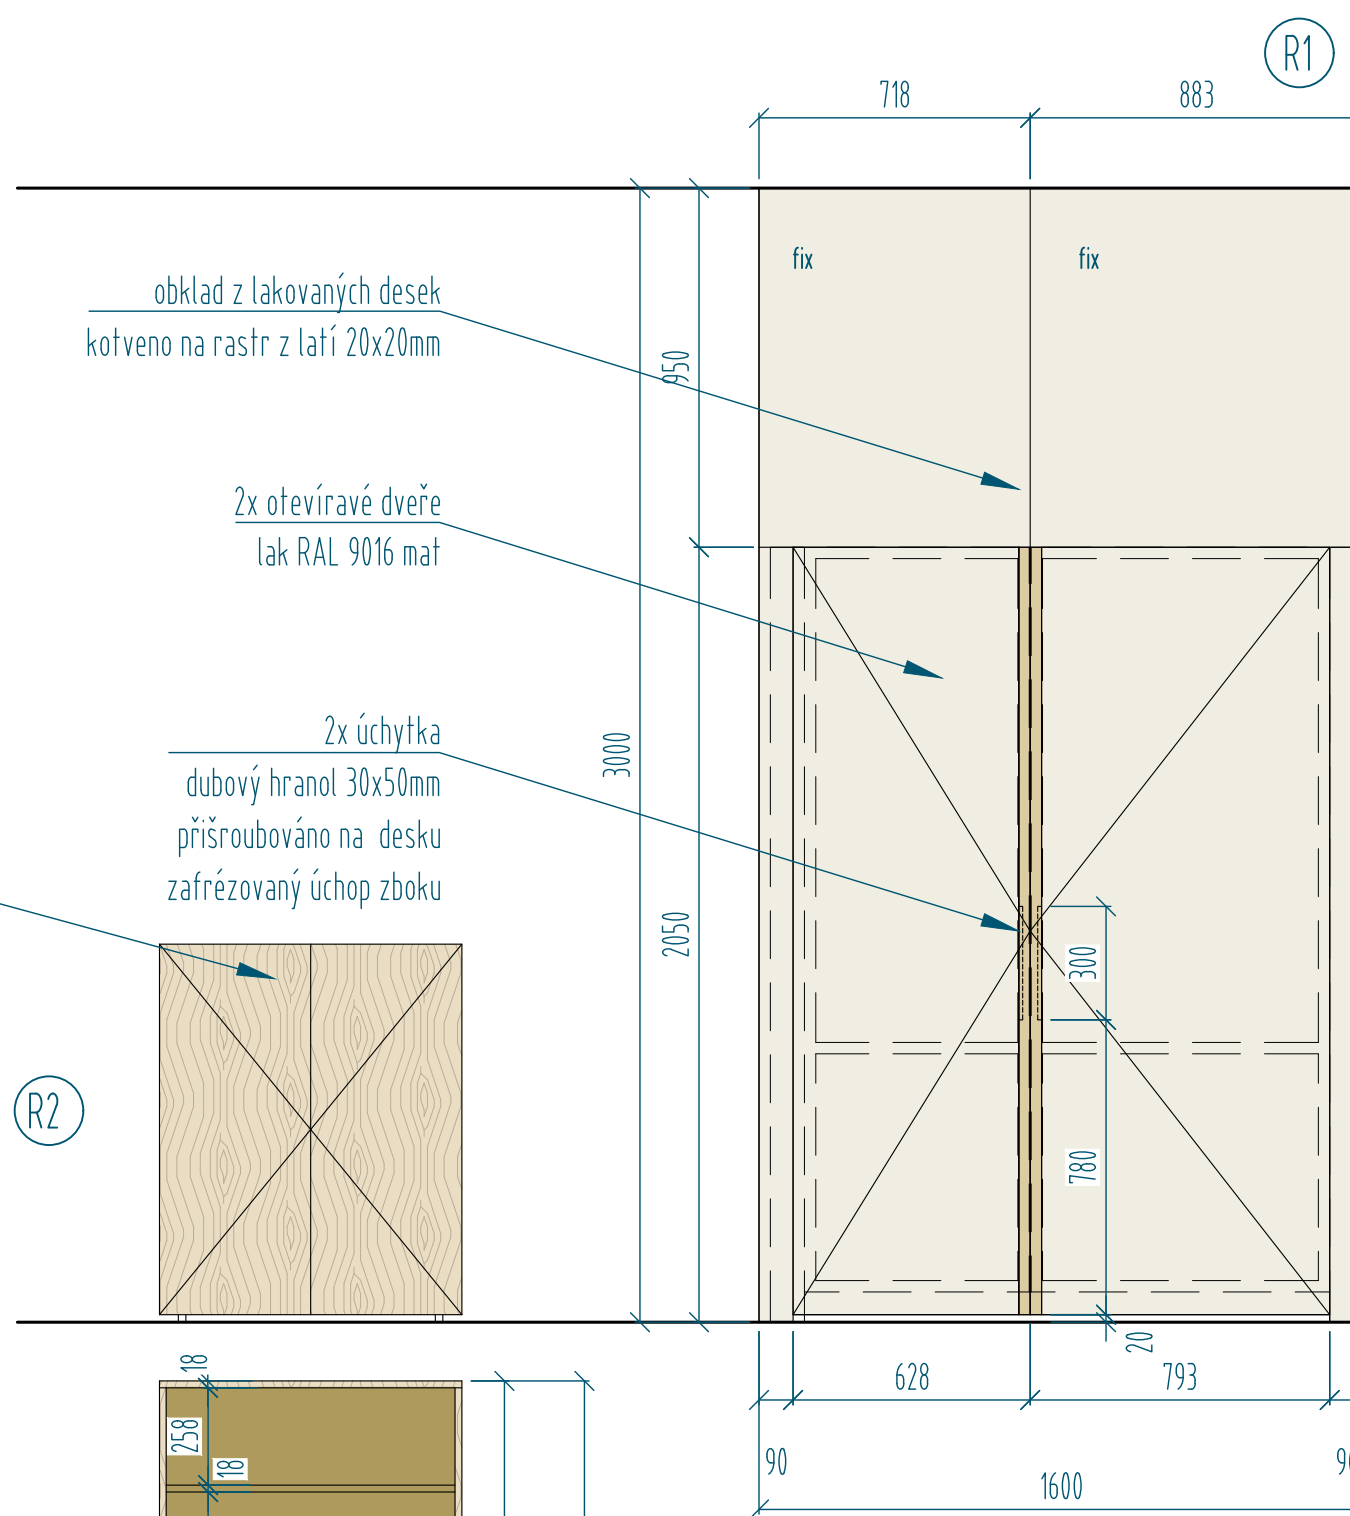 R1
718
883
fix
fix
obklad z lakovaných desek
kotveno na rastr z latí 20x20mm
950
2x otevíravé dveře
lak RAL 9016 mat
2x úchytka
dubový hranol 30x50mm
přišroubováno na desku
zafrézovaný úchop zboku
3000
2050
300
780
R2
20
18
628
793
258
18
90
1600